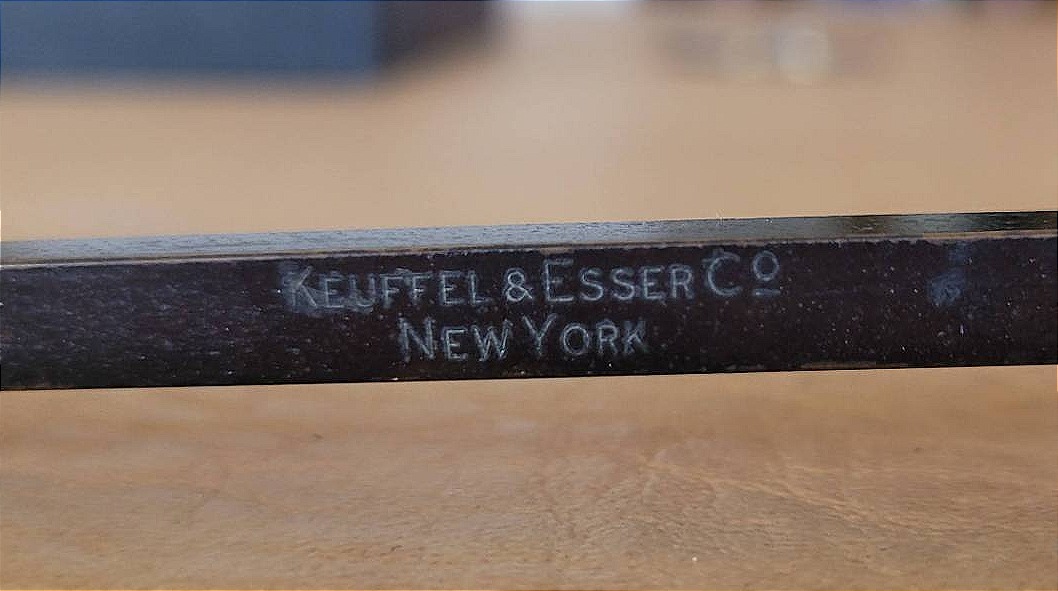 KEUFFEL & ESSER Cº
NEW YORK